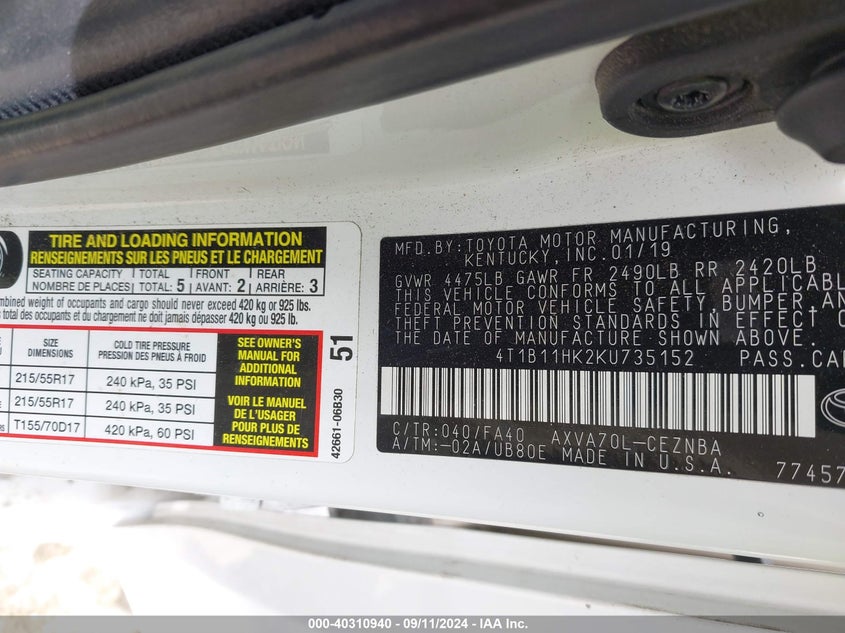 TIRE AND LOADING INFORMATION
RENSEIGNEMENTS SUR LES PNEUS ET LE CHARGEMENT
SEATING CAPACITY TOTAL FRONT REAR
NOMBRE DE PLACES TOTAL 5 AVANT: 2 ARRIÈRE: 3
weight of occupants and cargo should never exceed 420 kg or 925 lbs.
total des occupants et du chargement ne doit jamais dépasser 420 kg ou 925 lb.
SIZE COLD TIRE PRESSURE
DIMENSIONS PRESSION DES PNEUS À FROID
215/55R17 240 kPa, 35 PSI
215/55R17 240 kPa, 35 PSI
T155/70D17 420 kPa, 60 PSI
SEE OWNER'S
MANUAL FOR
ADDITIONAL
INFORMATION
VOIR LE MANUEL
DE L'USAGER
POUR PLUS DE
RENSEIGNEMENTS
51
42661-06B30
MFD.BY:TOYOTA MOTOR MANUFACTURING,
KENTUCKY, INC.01/19
GVWR 4475LB GAWR FR 2490LB RR 2420LB
THIS VEHICLE CONFORMS TO ALL APPLICABL
FEDERAL MOTOR VEHICLE SAFETY,BUMPER,AN
THEFT PREVENTION STANDARDS IN EFFECT O
THE DATE OF MANUFACTURE SHOWN ABOVE.
4T1B11HK2KU735152 PASS.CA
C/TR:040/FA40 AXVA70L-CEZNBA
A/TM:-02A/UB80E MADE IN U.S.A.
77457
000-40310940 - 09/11/2024 - IAA Inc.